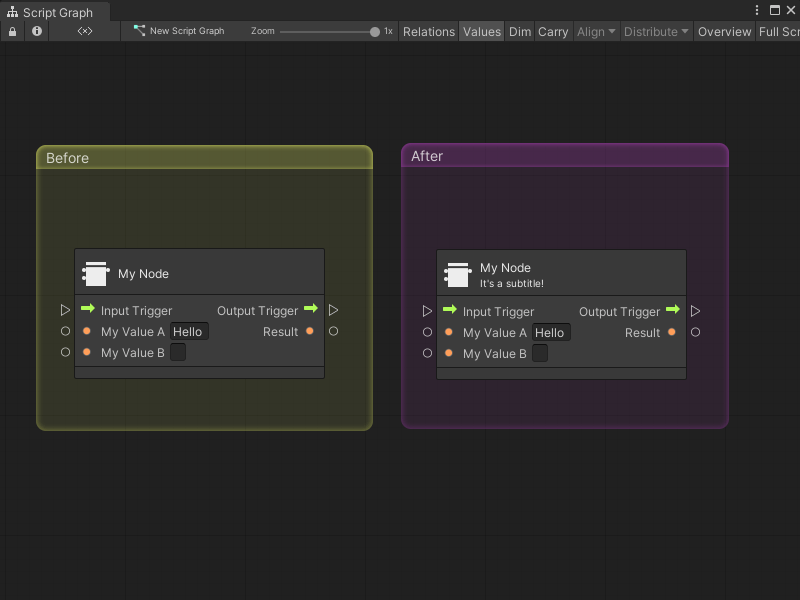 Script Graph
New Script Graph Zoom 1x Relations Values Dim Carry Align Distribute Overview Full Scr
Before
My Node
Input Trigger Output Trigger
My Value A Hello Result
My Value B
After
My Node
It's a subtitle!
Input Trigger Output Trigger
My Value A Hello Result
My Value B